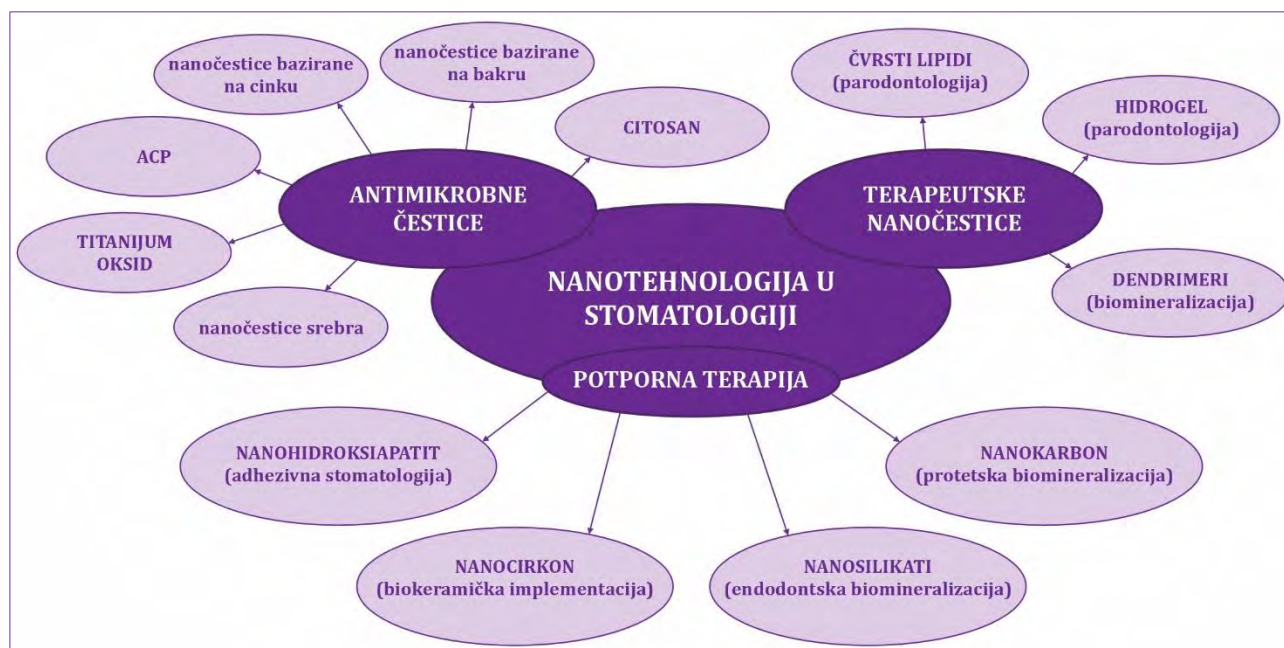 nanočestice bazirane
na cinku
nanočestice bazirane
na bakru
CITOSAN
ACP
TITANIJUM
OKSID
nanočestice srebra
ANTIMIKROBNE
ČESTICE
ČVRSTI LIPIDI
(parodontologija)
HIDROGEL
(parodontologija)
DENDRIMERI
(biomineralizacija)
TERAPEUTSKE
NANOČESTICE
NANOTEHNOLOGIJA U
STOMATOLOGIJI
POTPORNA TERAPIJA
NANOHIDROKSIAPATIT
(adhezivna stomatologija)
NANOCIRKON
(biokeramička implementacija)
NANOSILIKATI
(endodontska biomineralizacija)
NANOKARBON
(protetska biomineralizacija)